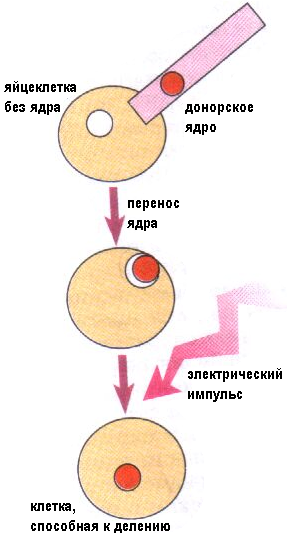 яйцеклетка
без ядра
донорское
ядро
перенос
ядра
электрический
импульс
клетка,
способная к делению